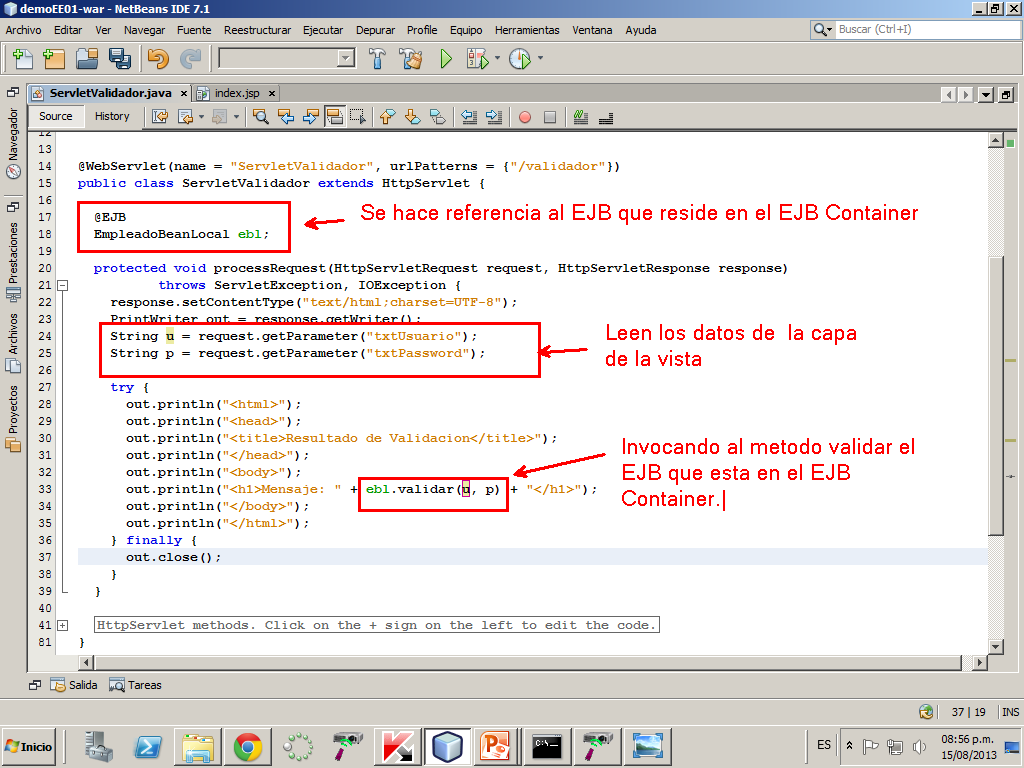 demoEE01-war - NetBeans IDE 7.1
Archivo Editar Ver Navegar Fuente Reestructurar Ejecutar Depurar Profile Equipo Herramientas Ventana Ayuda
Buscar (Ctrl+I)
ServletValidador.java
index.jsp
Source History
Navegador
Prestaciones
Archivos
Proyectos
12
13
14 @WebServlet(name = "ServletValidador", urlPatterns = {"/validador"})
15 public class ServletValidador extends HttpServlet {
16
17 @EJB
18 EmpleadoBeanLocal ebl;
Se hace referencia al EJB que reside en el EJB Container
19
20 protected void processRequest(HttpServletRequest request, HttpServletResponse response)
21 throws ServletException, IOException {
22 response.setContentType("text/html;charset=UTF-8");
23 PrintWriter out = response.getWriter();
24 String u = request.getParameter("txtUsuario");
25 String p = request.getParameter("txtPassword");
Leen los datos de la capa
de la vista
26
27 try {
28 out.println("<html>");
29 out.println("<head>");
30 out.println("<title>Resultado de Validacion</title>");
31 out.println("</head>");
32 out.println("<body>");
33 out.println("<h1>Mensaje: " + ebl.validar(u, p) + "</h1>");
34 out.println("</body>");
35 out.println("</html>");
Invocando al metodo validar el
EJB que esta en el EJB
Container.
36 } finally {
37 out.close();
38 }
39 }
40
41 HttpServlet methods. Click on the + sign on the left to edit the code.
81 }
Salida Tareas
37 | 19 INS
Inicio
ES
08:56 p.m.
15/08/2013